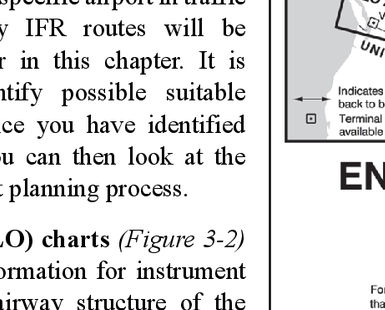 specific airport in traffic
y IFR routes will be
r in this chapter. It is
ntify possible suitable
nce you have identified
ou can then look at the
t planning process.
LO) charts (Figure 3-2)
ormation for instrument
airway structure of the
UNI
Indicates
back to b
Terminal
available
EN
For
tha